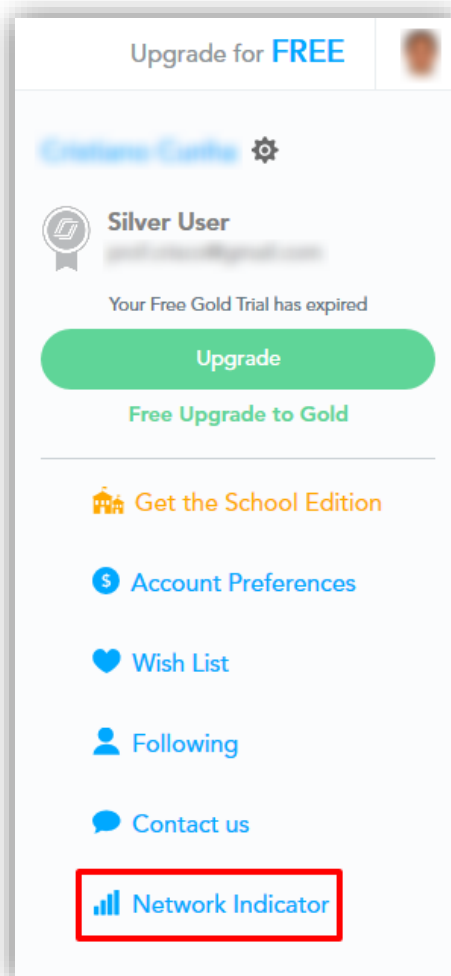 Upgrade for FREE
Silver User
Your Free Gold Trial has expired
Upgrade
Free Upgrade to Gold
Get the School Edition
Account Preferences
Wish List
Following
Contact us
Network Indicator